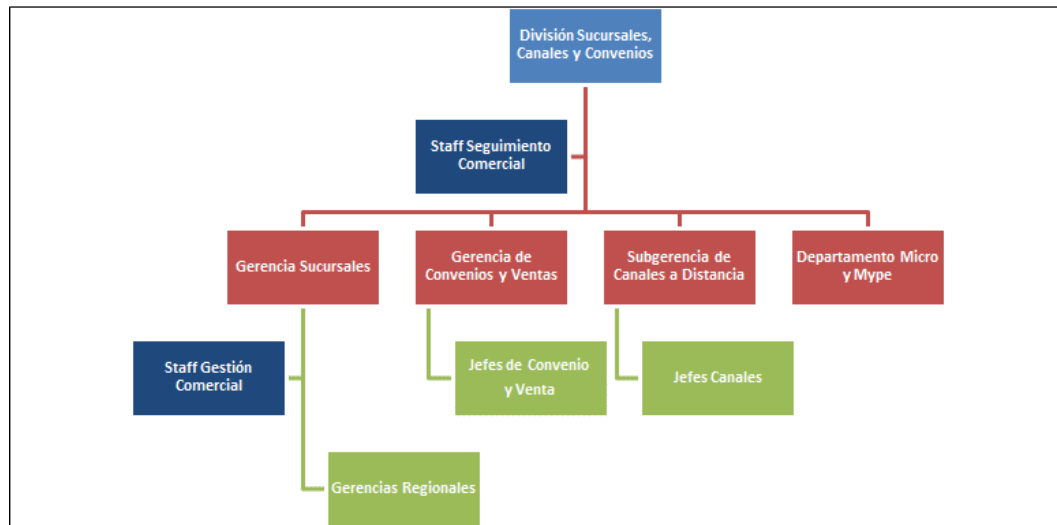 División Sucursales,
Canales y Convenios
Staff Seguimiento
Comercial
Gerencia Sucursales
Gerencia de
Convenios y Ventas
Subgerencia de
Canales a Distancia
Departamento Micro
y Mype
Staff Gestión
Comercial
Jefes de Convenio
y Venta
Jefes Canales
Gerencias Regionales